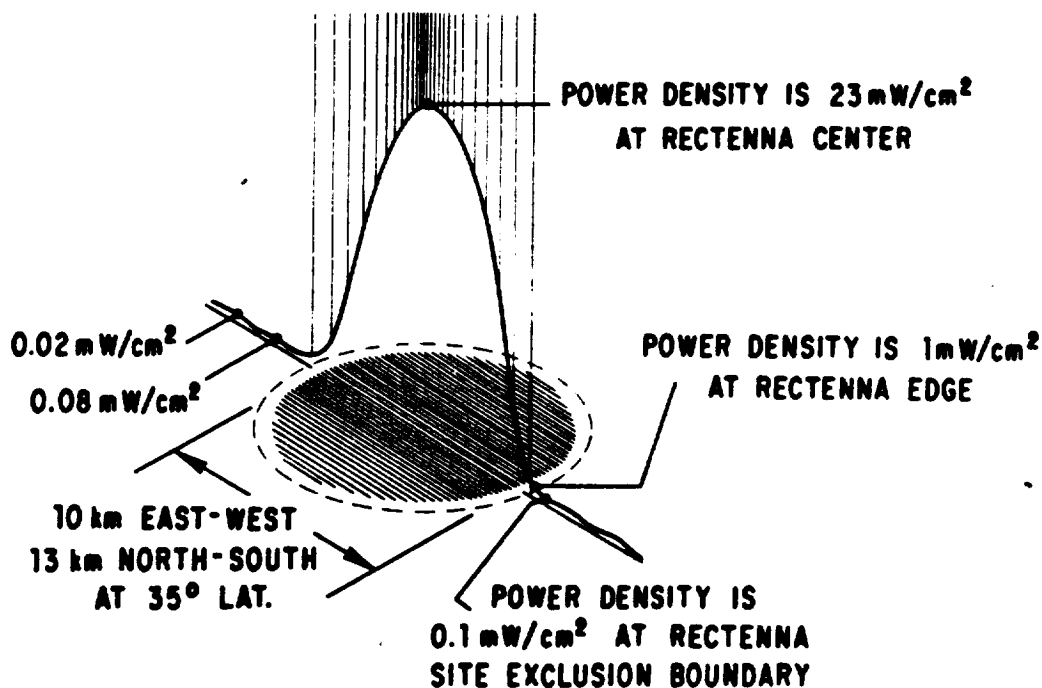 POWER DENSITY IS 23 mW/cm²
AT RECTENNA CENTER
0.02 mW/cm²
0.08 mW/cm²
POWER DENSITY IS 1 mW/cm²
AT RECTENNA EDGE
10 km EAST-WEST
13 km NORTH-SOUTH
AT 35° LAT.
POWER DENSITY IS
0.1 mW/cm² AT RECTENNA
SITE EXCLUSION BOUNDARY